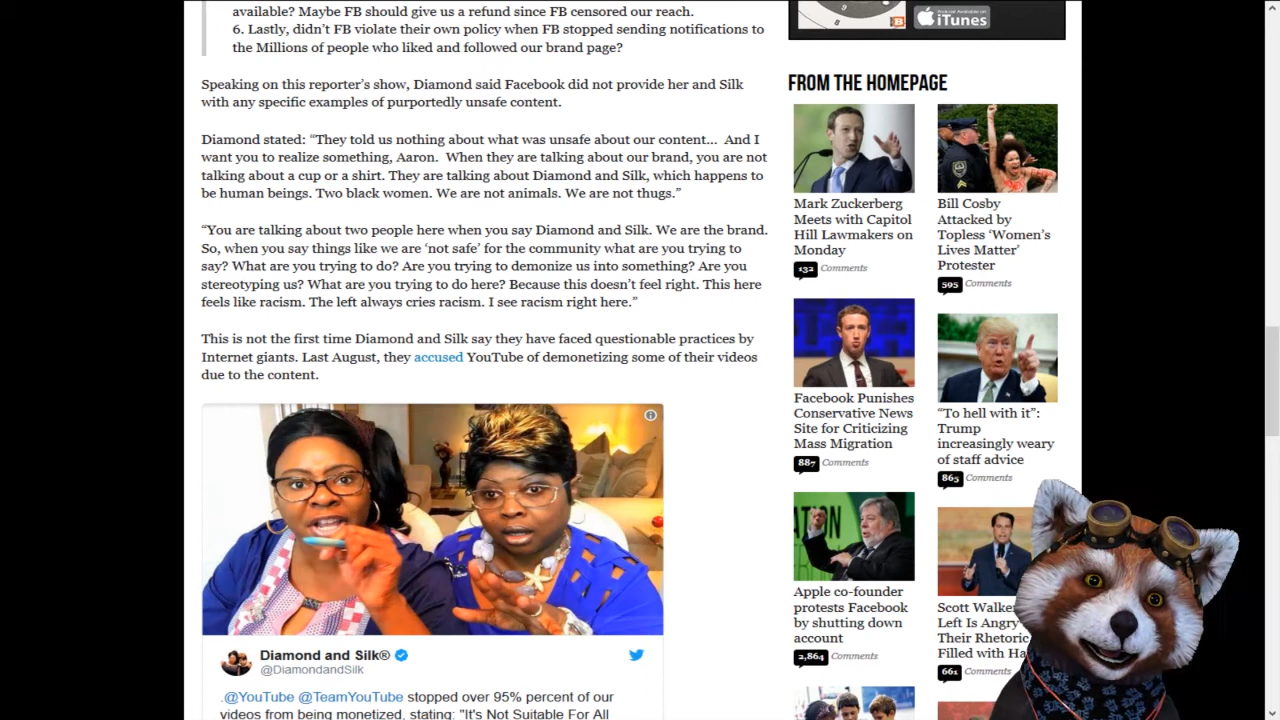 available? Maybe FB should give us a refund since FB censored our reach.
6. Lastly, didn’t FB violate their own policy when FB stopped sending notifications to
the Millions of people who liked and followed our brand page?
Speaking on this reporter’s show, Diamond said Facebook did not provide her and Silk
with any specific examples of purportedly unsafe content.
Diamond stated: “They told us nothing about what was unsafe about our content… And I
want you to realize something, Aaron. When they are talking about our brand, you are not
talking about a cup or a shirt. They are talking about Diamond and Silk, which happens to
be human beings. Two black women. We are not animals. We are not thugs.”
“You are talking about two people here when you say Diamond and Silk. We are the brand.
So, when you say things like we are ‘not safe’ for the community what are you trying to
say? What are you trying to do? Are you trying to demonize us into something? Are you
stereotyping us? What are you trying to do here? Because this doesn’t feel right. This here
feels like racism. The left always cries racism. I see racism right here.”
This is not the first time Diamond and Silk say they have faced questionable practices by
Internet giants. Last August, they accused YouTube of demonetizing some of their videos
due to the content.
Diamond and Silk®
@DiamondandSilk
.@YouTube @TeamYouTube stopped over 95% percent of our
videos from being monetized, stating: "It's Not Suitable For All
iTunes
FROM THE HOMEPAGE
Mark Zuckerberg
Meets with Capitol
Hill Lawmakers on
Monday
132 Comments
Bill Cosby
Attacked by
Topless ‘Women’s
Lives Matter’
Protester
595 Comments
Facebook Punishes
Conservative News
Site for Criticizing
Mass Migration
887 Comments
“To hell with it”:
Trump
increasingly weary
of staff advice
865 Comments
Apple co-founder
protests Facebook
by shutting down
account
2,864 Comments
Scott Walke
Left Is Angry
Their Rhetoric
Filled with Ha
661 Comments